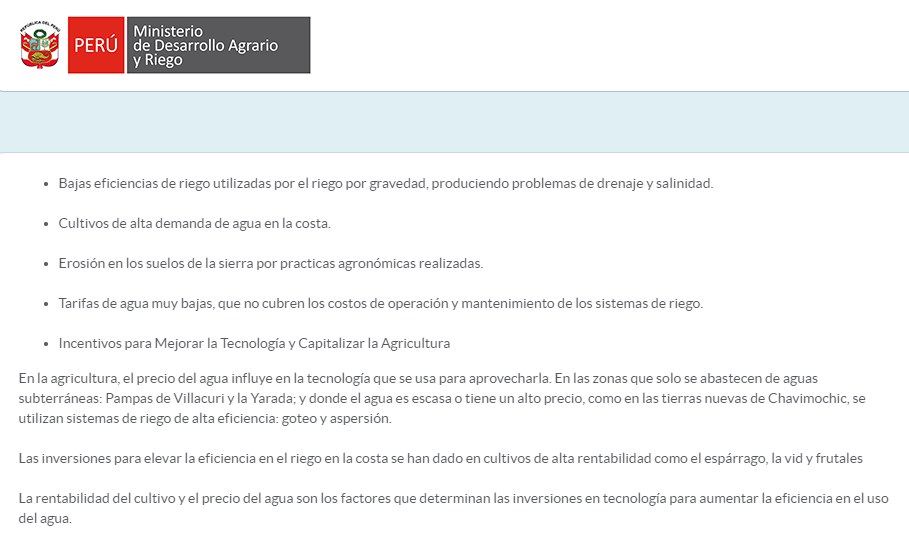 REPÚBLICA DEL PERÚ
PERÚ
Ministerio
de Desarrollo Agrario
y Riego
• Bajas eficiencias de riego utilizadas por el riego por gravedad, produciendo problemas de drenaje y salinidad.
• Cultivos de alta demanda de agua en la costa.
• Erosión en los suelos de la sierra por practicas agronómicas realizadas.
• Tarifas de agua muy bajas, que no cubren los costos de operación y mantenimiento de los sistemas de riego.
• Incentivos para Mejorar la Tecnología y Capitalizar la Agricultura
En la agricultura, el precio del agua influye en la tecnología que se usa para aprovecharla. En las zonas que solo se abastecen de aguas
subterráneas: Pampas de Villacuri y la Yarada; y donde el agua es escasa o tiene un alto precio, como en las tierras nuevas de Chavimochic, se
utilizan sistemas de riego de alta eficiencia: goteo y aspersión.
Las inversiones para elevar la eficiencia en el riego en la costa se han dado en cultivos de alta rentabilidad como el espárrago, la vid y frutales
La rentabilidad del cultivo y el precio del agua son los factores que determinan las inversiones en tecnología para aumentar la eficiencia en el uso
del agua.